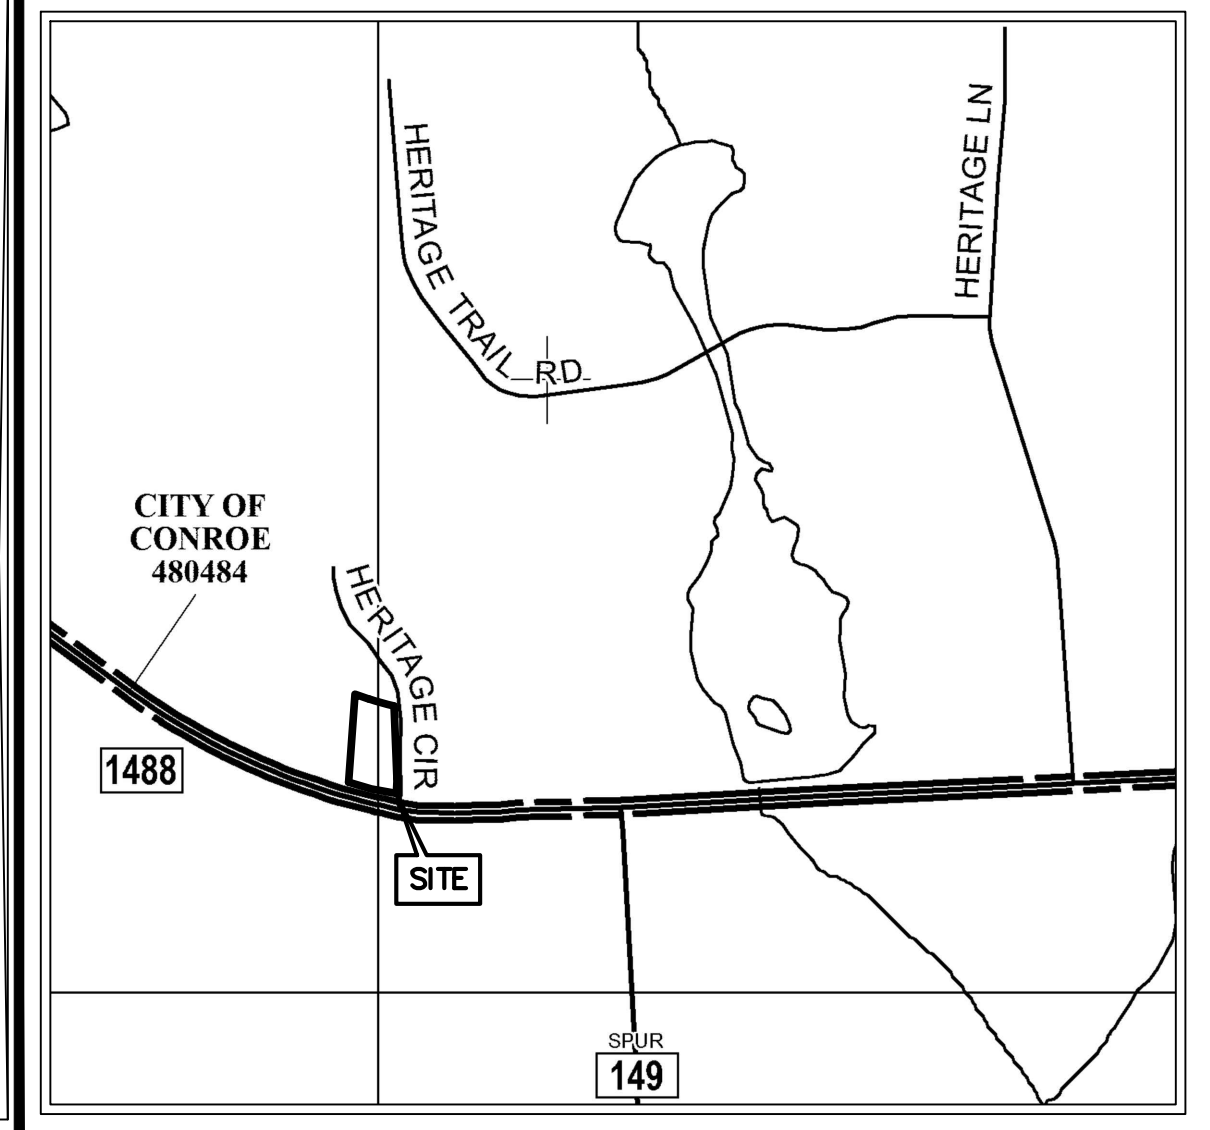 HERITAGE TRAIL RD
HERITAGE LN
CITY OF
CONROE
480484
HERITAGE CIR
1488
SITE
SPUR
149